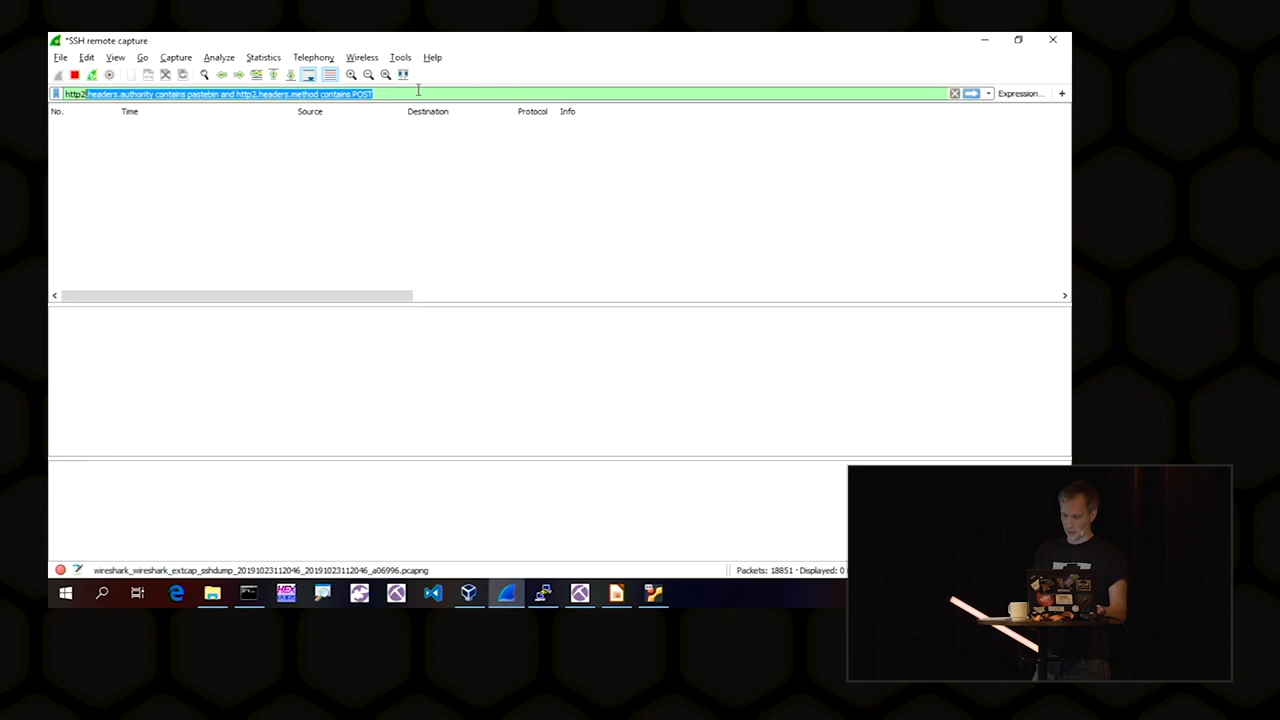 *SSH remote capture
File Edit View Go Capture Analyze Statistics Telephony Wireless Tools Help
http2.headers.authority contains pastebin and http2.headers.method contains POST
Expression... +
No. Time Source Destination Protocol Info
wireshark_wireshark_extcap_sshdump_20191023112046_20191023112046_a06996.pcapng
Packets: 18851 · Displayed: 0
HEX